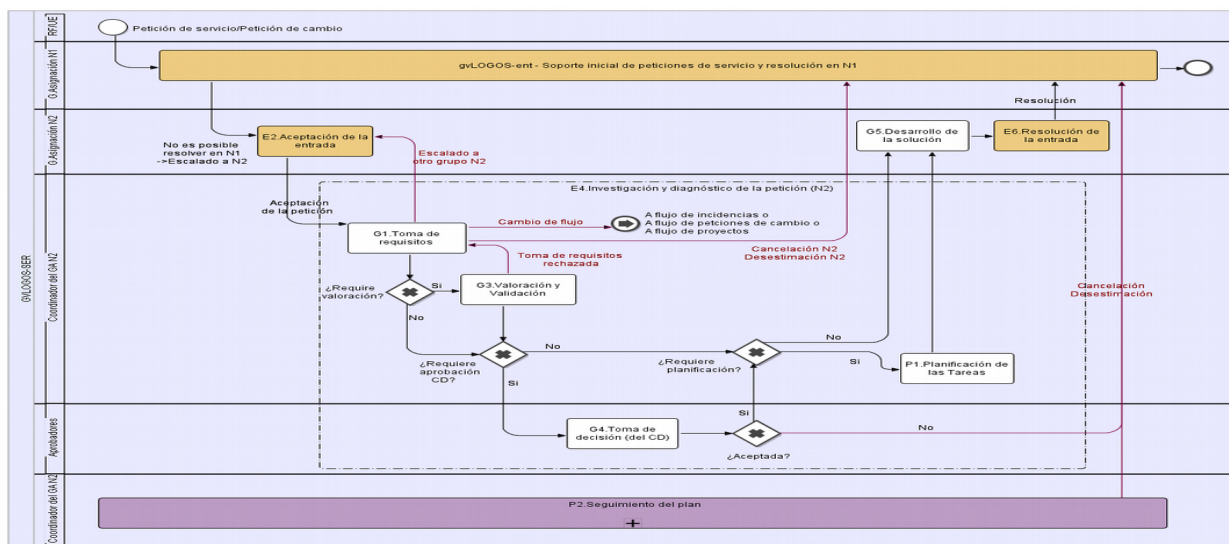 GVLOGOS-SER
RF/UE
Petición de servicio/Petición de cambio
G.Asignación N1
gvLOGOS-ent - Soporte inicial de peticiones de servicio y resolución en N1
Resolución
G.Asignación N2
E2.Aceptación de la
entrada
No es posible
resolver en N1
->Escalado a N2
Escalado a
otro grupo N2
G5.Desarrollo de
la solución
E6.Resolución de
la entrada
Coordinador del GA N2
E4.Investigación y diagnóstico de la petición (N2)
Aceptación
de la petición
G1.Toma de
requisitos
Cambio de flujo
A flujo de incidencias o
A flujo de petciones de cambio o
A flujo de proyectos
Cancelación N2
Desestimación N2
Toma de requisitos
rechazada
¿Require
valoración?
Si
G3.Valoración y
Validación
Cancelación
Desestimación
No
¿Requiere
aprobación
CD?
No
¿Requiere
planificación?
No
Si
P1.Planificación de
las Tareas
Si
Si
Aprobadores
G4.Toma de
decisión (del CD)
¿Aceptada?
No
Coordinador del GA N2
P2.Seguimiento del plan